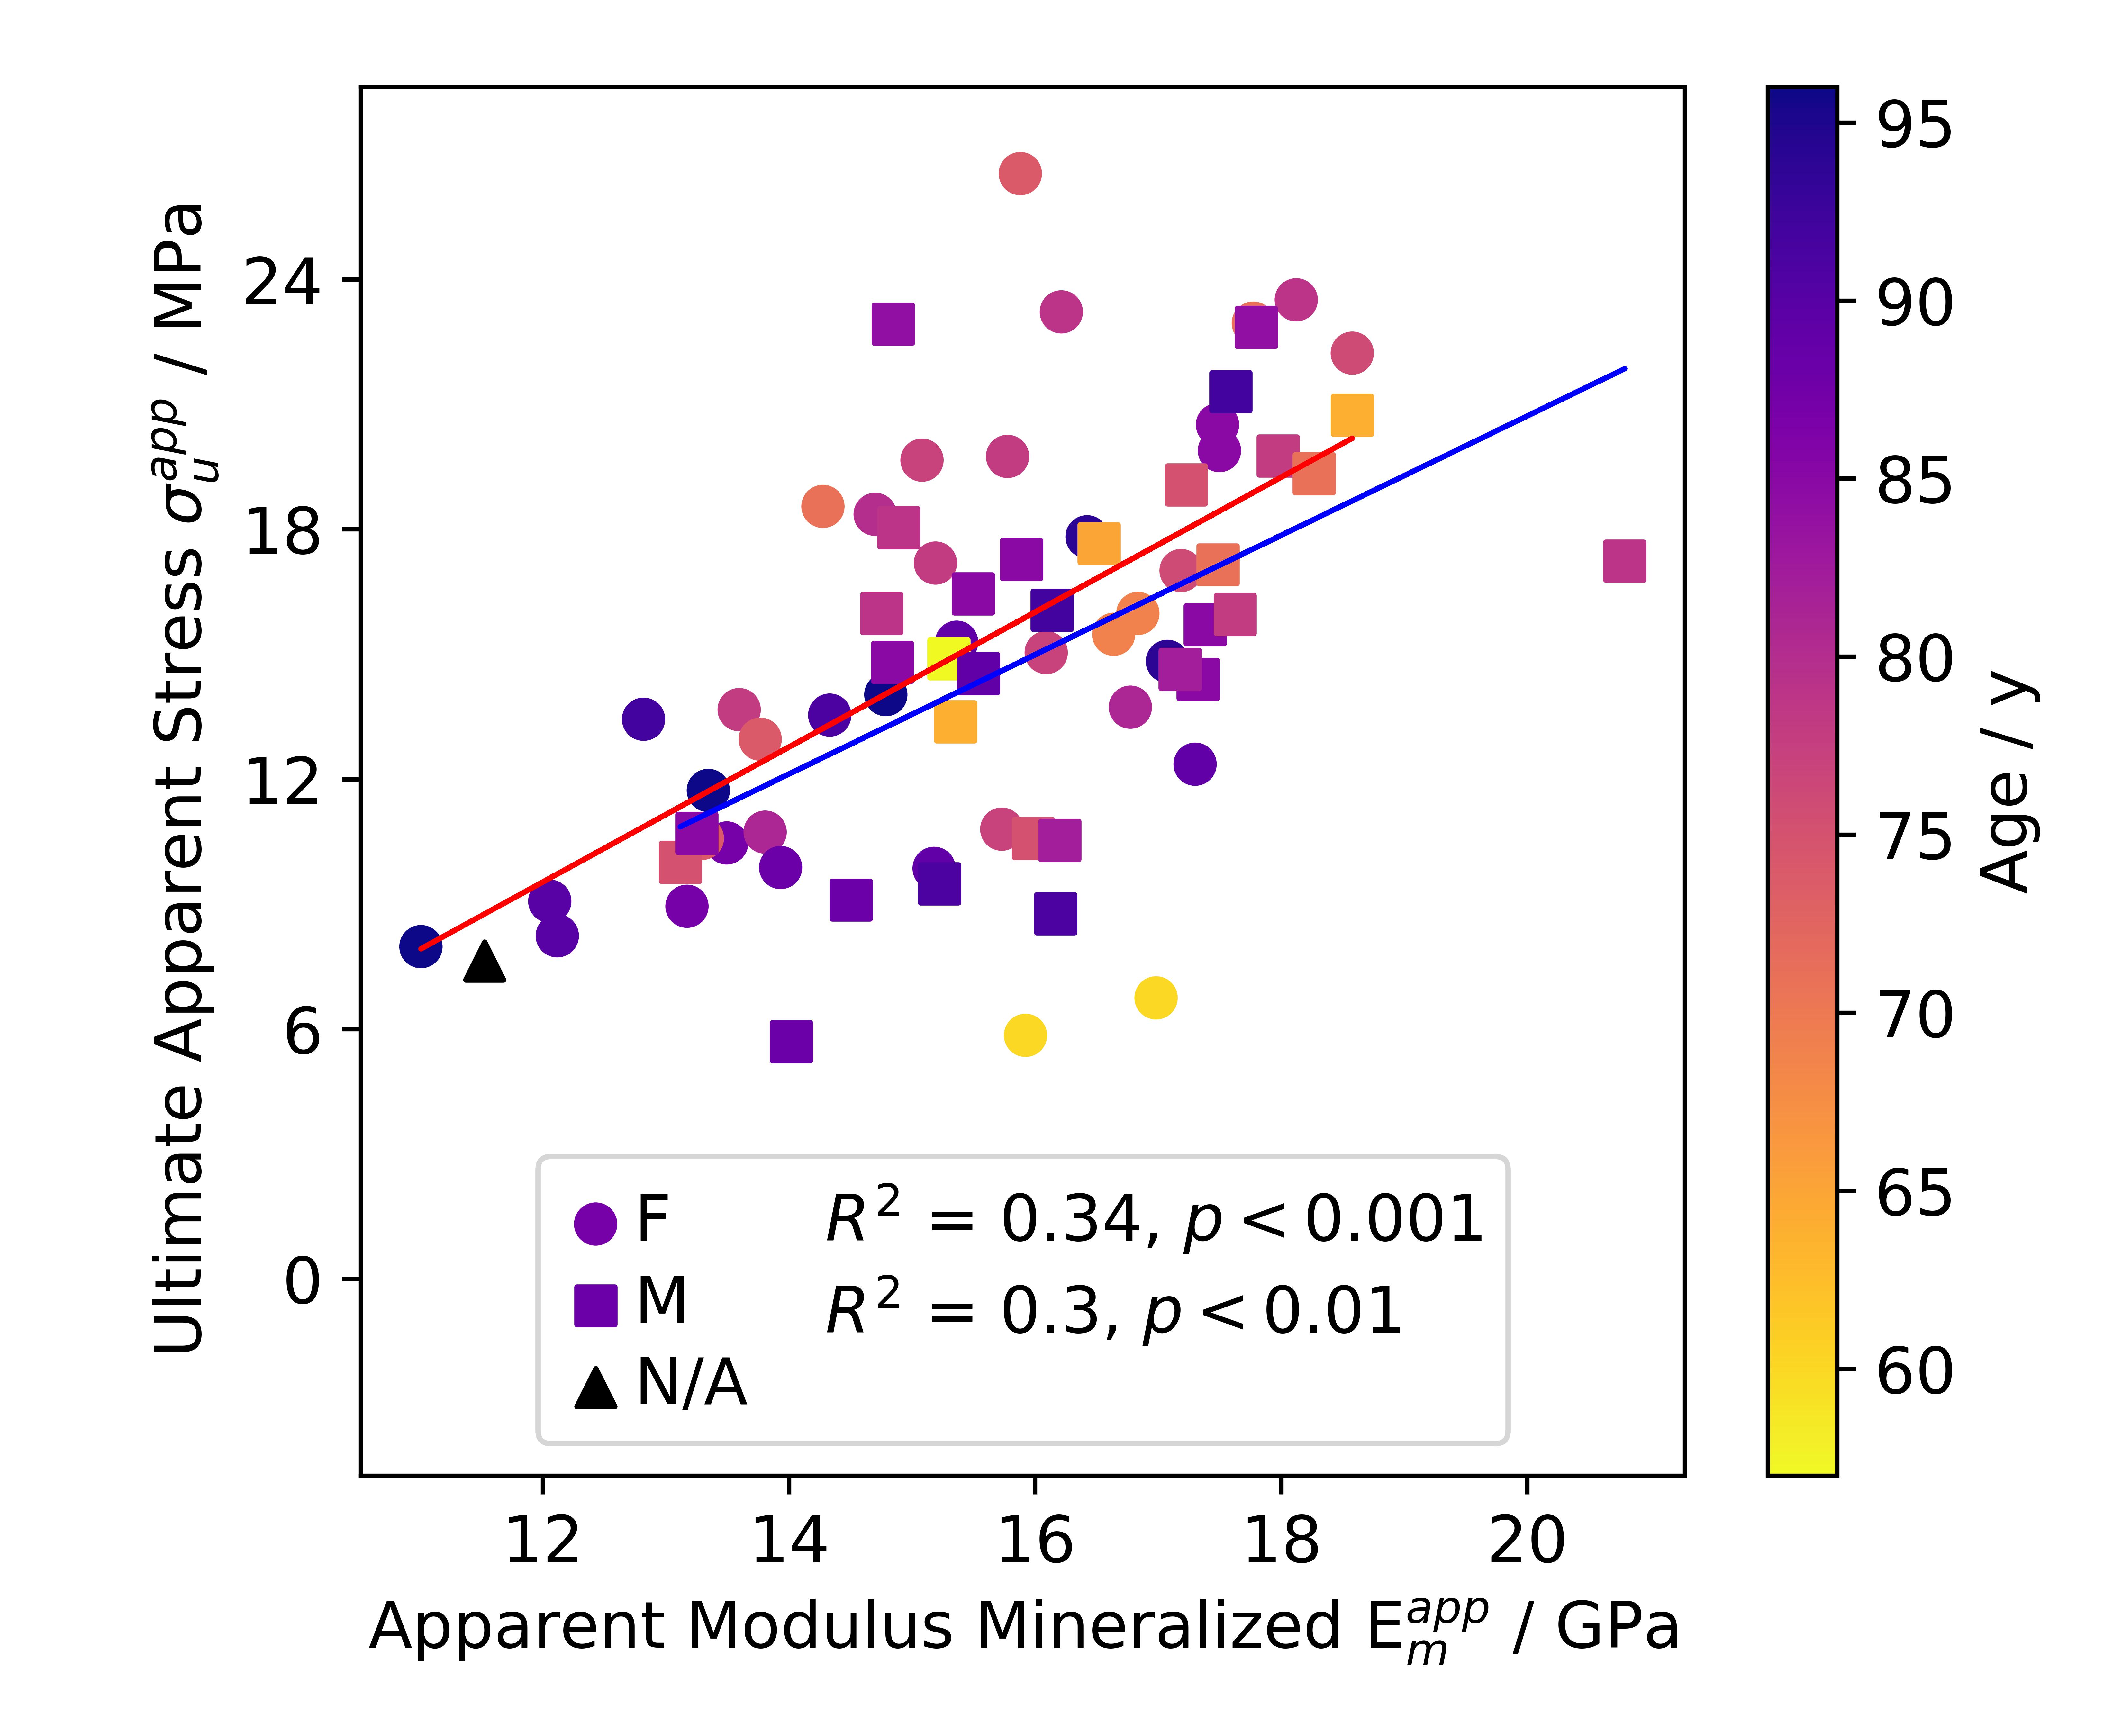 Ultimate Apparent Stress σ_u^app / MPa
24
18
12
6
0
F R² = 0.34, p < 0.001
M R² = 0.3, p < 0.01
N/A
12 14 16 18 20
Apparent Modulus Mineralized E_m^app / GPa
95
90
85
80
75
70
65
60
Age / y